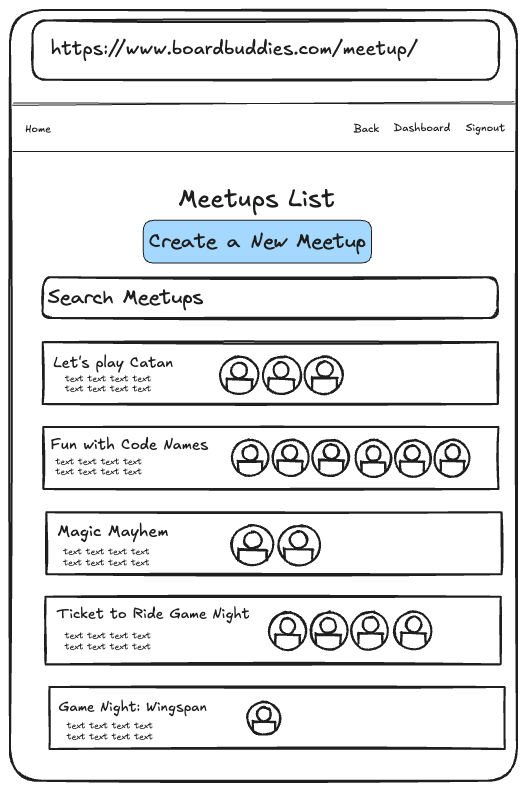 https://www.boardbuddies.com/meetup/
Home Back Dashboard Signout
Meetups List
Create a New Meetup
Search Meetups
Let's play Catan
text text text text
text text text text
Fun with Code Names
text text text text
text text text text
Magic Mayhem
text text text text
text text text text
Ticket to Ride Game Night
text text text text
text text text text
Game Night: Wingspan
text text text text
text text text text